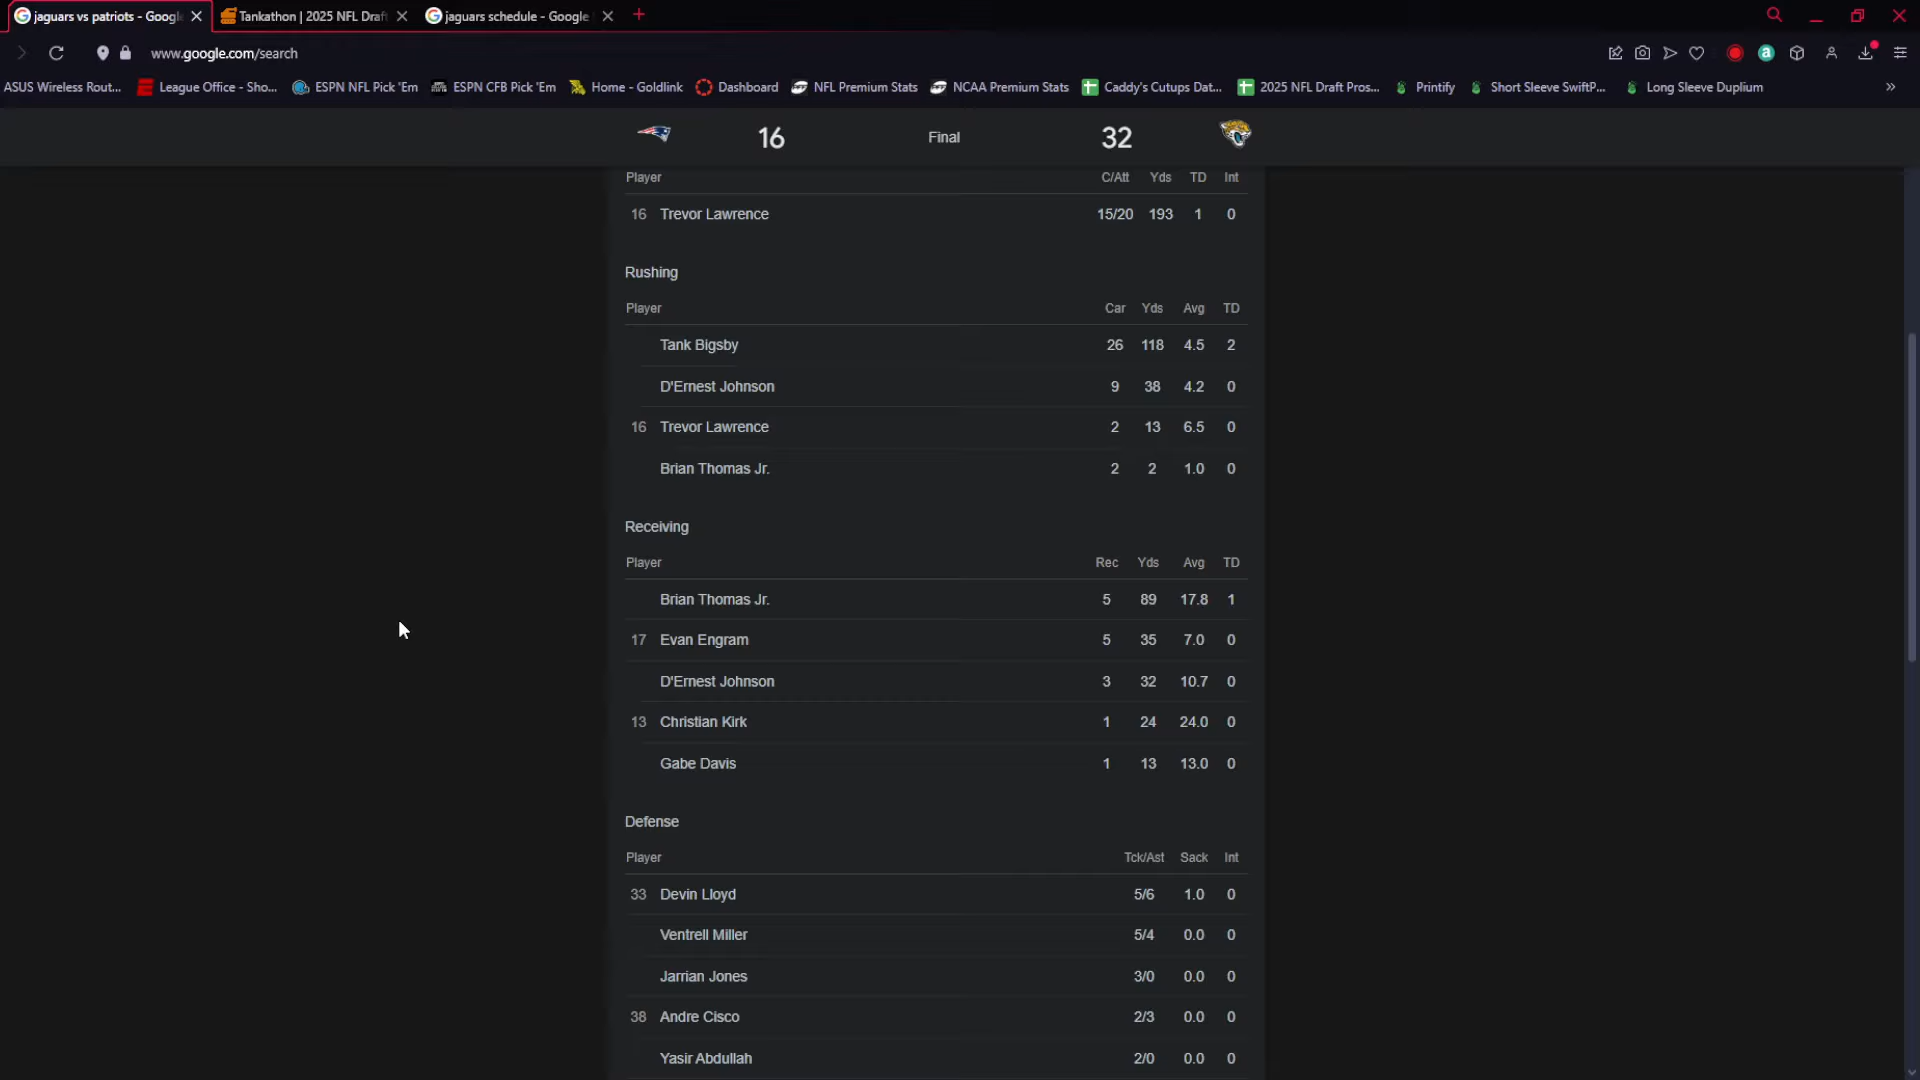 jaguars vs patriots - Googl
Tankathon | 2025 NFL Draf
jaguars schedule - Google
www.google.com/search
ASUS Wireless Rout...
League Office - Sho...
ESPN NFL Pick 'Em
ESPN CFB Pick 'Em
Home - Goldlink
Dashboard
NFL Premium Stats
NCAA Premium Stats
Caddy's Cutups Dat...
2025 NFL Draft Pros...
Printify
Short Sleeve SwiftP...
Long Sleeve Duplium
16 Final 32
Player C/Att Yds TD Int
16 Trevor Lawrence 15/20 193 1 0
Rushing
Player Car Yds Avg TD
Tank Bigsby 26 118 4.5 2
D'Ernest Johnson 9 38 4.2 0
16 Trevor Lawrence 2 13 6.5 0
Brian Thomas Jr. 2 2 1.0 0
Receiving
Player Rec Yds Avg TD
Brian Thomas Jr. 5 89 17.8 1
17 Evan Engram 5 35 7.0 0
D'Ernest Johnson 3 32 10.7 0
13 Christian Kirk 1 24 24.0 0
Gabe Davis 1 13 13.0 0
Defense
Player Tck/Ast Sack Int
33 Devin Lloyd 5/6 1.0 0
Ventrell Miller 5/4 0.0 0
Jarrian Jones 3/0 0.0 0
38 Andre Cisco 2/3 0.0 0
Yasir Abdullah 2/0 0.0 0